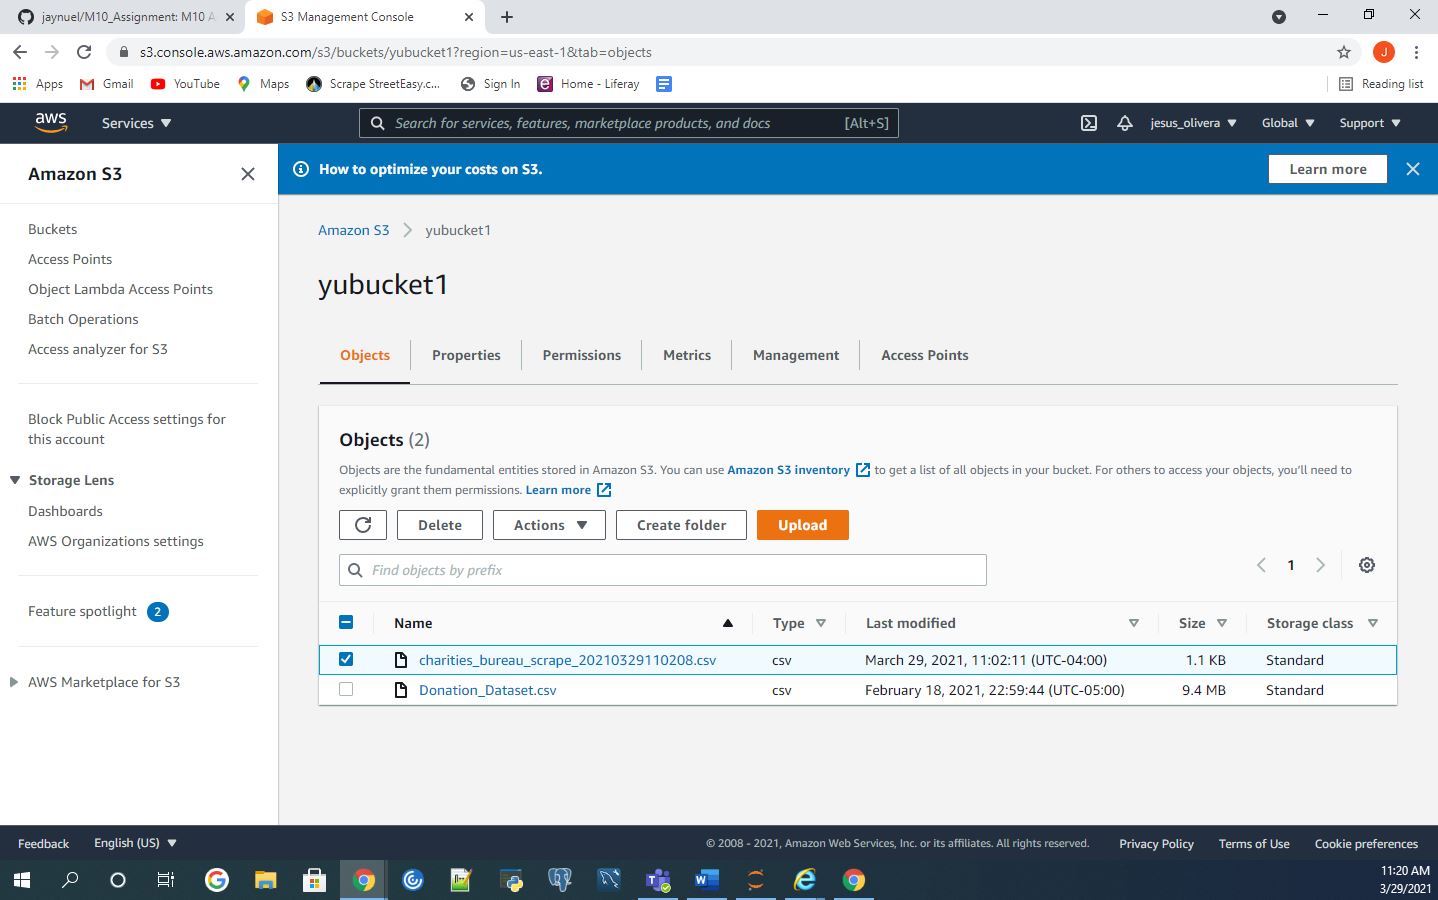 jaynuel/M10_Assignment: M10 A
S3 Management Console
s3.console.aws.amazon.com/s3/buckets/yubucket1?region=us-east-1&tab=objects
J
Apps
Gmail
YouTube
Maps
Scrape StreetEasy.c...
Sign In
Home - Liferay
Reading list
aws
Services
Search for services, features, marketplace products, and docs
[Alt+S]
jesus_olivera
Global
Support
Amazon S3
How to optimize your costs on S3.
Learn more
Buckets
Access Points
Object Lambda Access Points
Batch Operations
Access analyzer for S3
Block Public Access settings for
this account
Storage Lens
Dashboards
AWS Organizations settings
Feature spotlight 2
AWS Marketplace for S3
Amazon S3 > yubucket1
yubucket1
Objects
Properties
Permissions
Metrics
Management
Access Points
Objects (2)
Objects are the fundamental entities stored in Amazon S3. You can use Amazon S3 inventory to get a list of all objects in your bucket. For others to access your objects, you'll need to
explicitly grant them permissions. Learn more
Delete
Actions
Create folder
Upload
Find objects by prefix
1
Name Type Last modified Size Storage class
charities_bureau_scrape_20210329110208.csv csv March 29, 2021, 11:02:11 (UTC-04:00) 1.1 KB Standard
Donation_Dataset.csv csv February 18, 2021, 22:59:44 (UTC-05:00) 9.4 MB Standard
Feedback
English (US)
© 2008 - 2021, Amazon Web Services, Inc. or its affiliates. All rights reserved.
Privacy Policy
Terms of Use
Cookie preferences
11:20 AM
3/29/2021